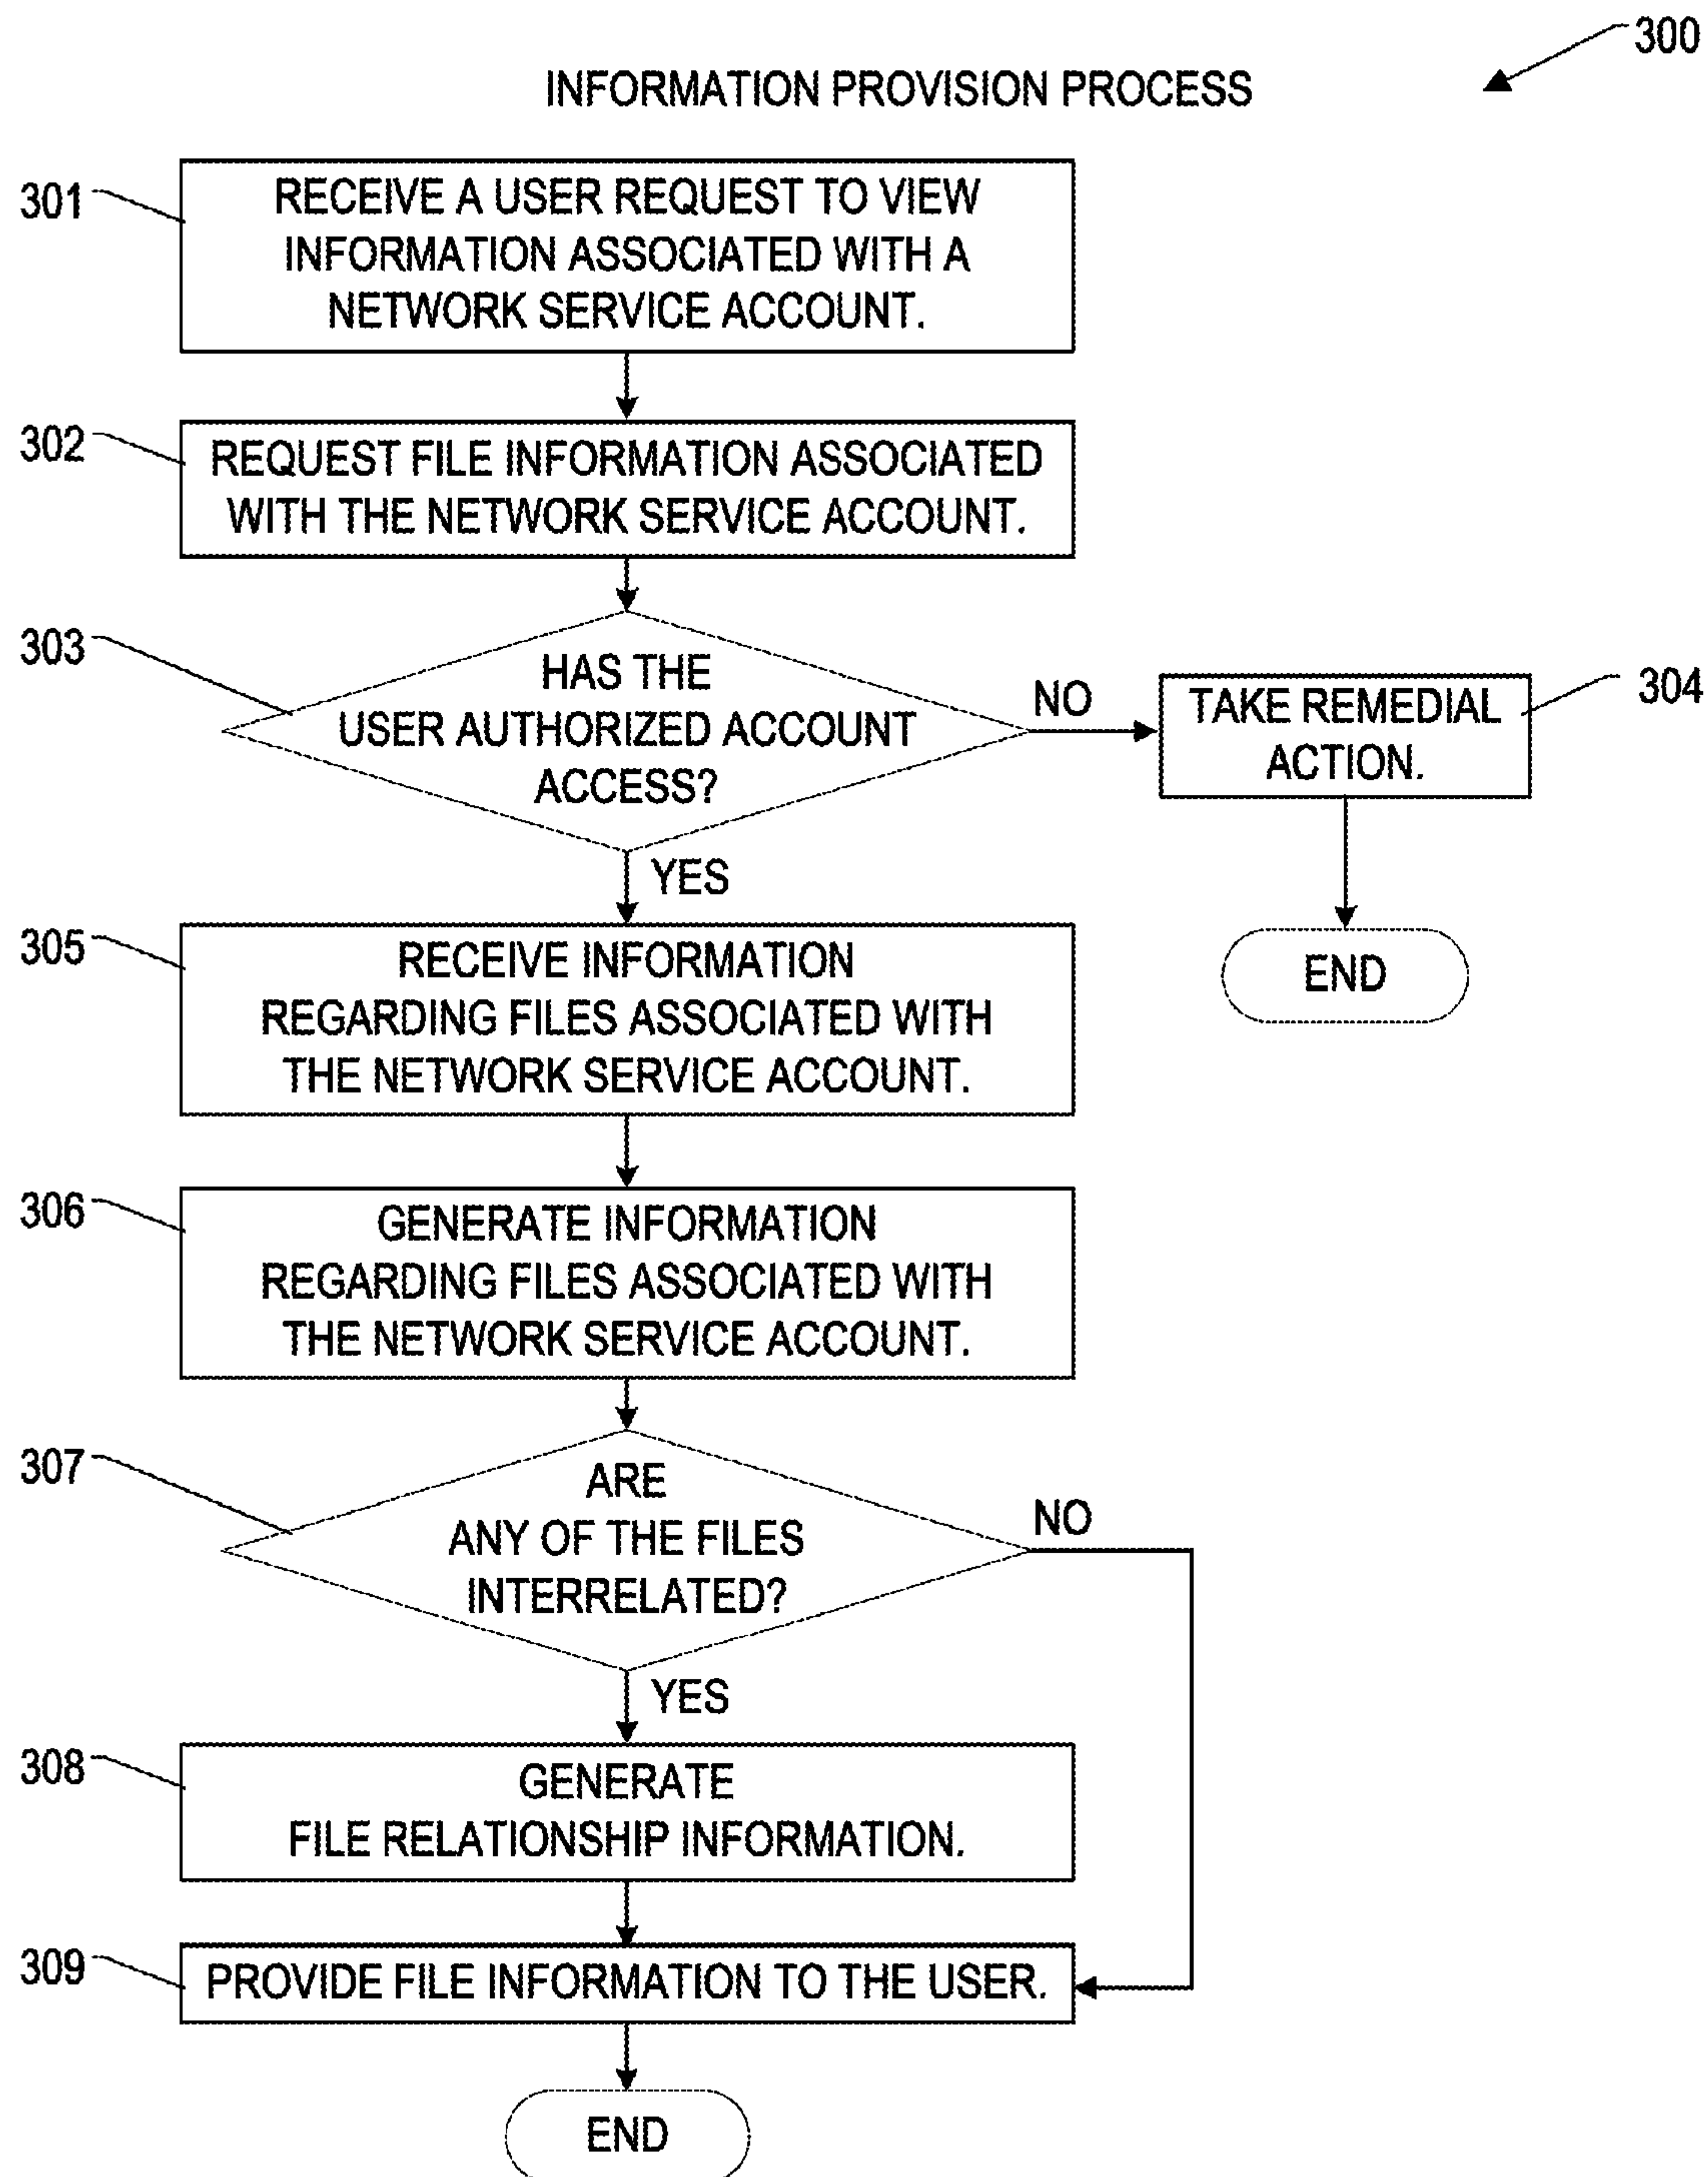 300
INFORMATION PROVISION PROCESS
301
RECEIVE A USER REQUEST TO VIEW
INFORMATION ASSOCIATED WITH A
NETWORK SERVICE ACCOUNT.
302
REQUEST FILE INFORMATION ASSOCIATED
WITH THE NETWORK SERVICE ACCOUNT.
303
HAS THE
USER AUTHORIZED ACCOUNT
ACCESS?
NO
304
TAKE REMEDIAL
ACTION.
END
YES
305
RECEIVE INFORMATION
REGARDING FILES ASSOCIATED WITH
THE NETWORK SERVICE ACCOUNT.
306
GENERATE INFORMATION
REGARDING FILES ASSOCIATED WITH
THE NETWORK SERVICE ACCOUNT.
307
ARE
ANY OF THE FILES
INTERRELATED?
NO
YES
308
GENERATE
FILE RELATIONSHIP INFORMATION.
309
PROVIDE FILE INFORMATION TO THE USER.
END